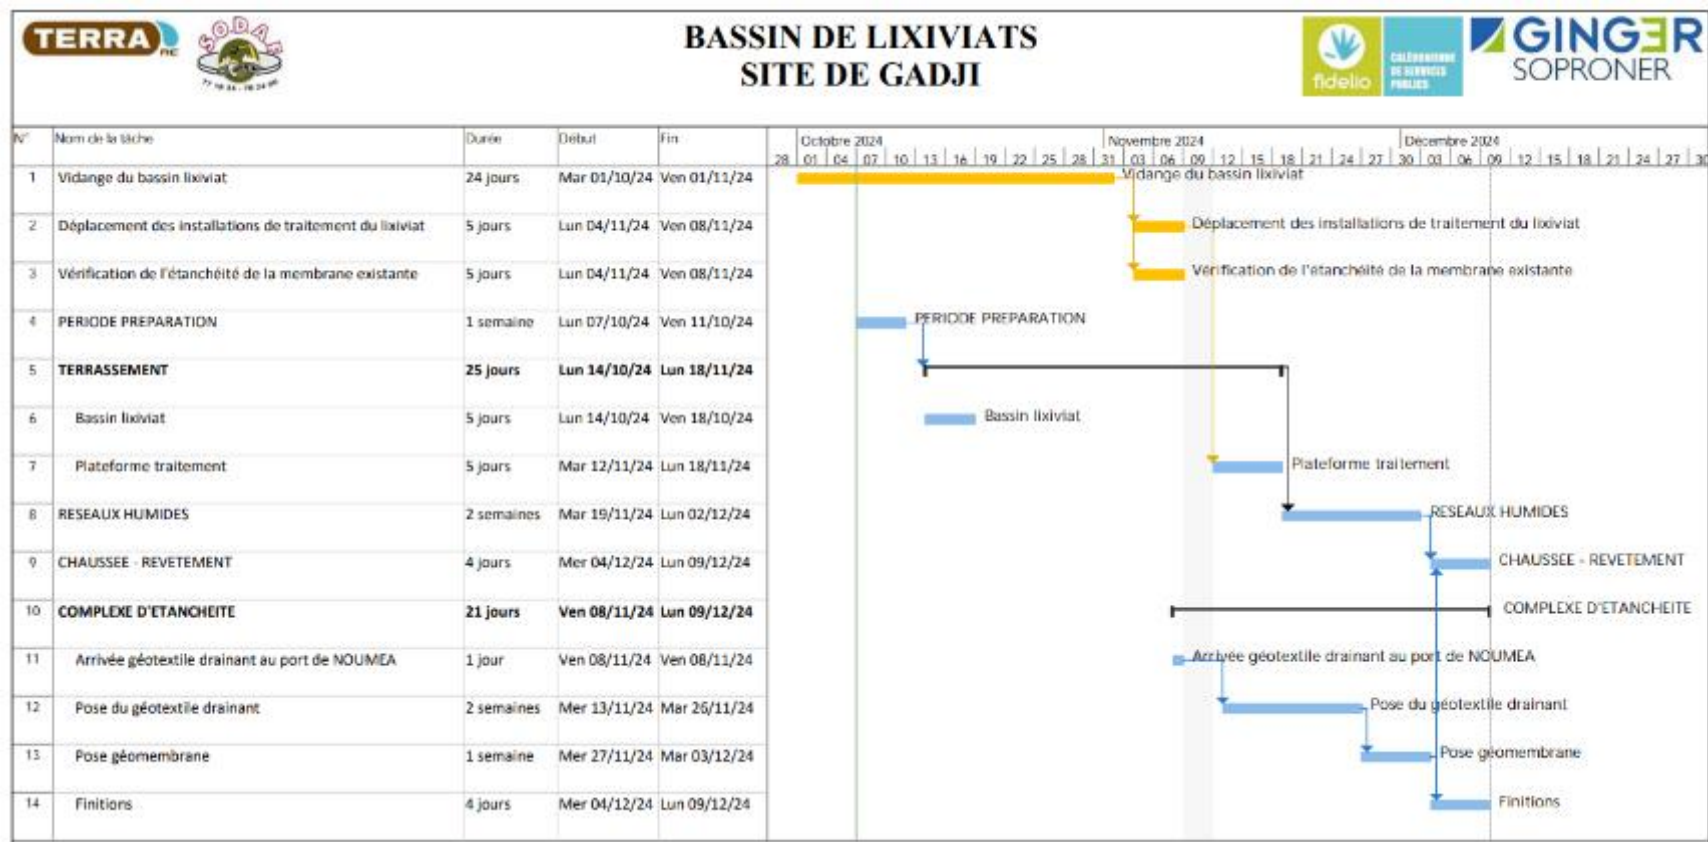 TERRA NC
SODAF
BASSIN DE LIXIVIATS
SITE DE GADJI
fidelio
CALÉDONIENNE
DE SERVICES
PUBLICS
GINGER
SOPRONER
N° Nom de la tâche Durée Début Fin Octobre 2024 Novembre 2024 Décembre 2024
28 01 04 07 10 13 16 19 22 25 28 31 03 06 09 12 15 18 21 24 27 30 03 06 09 12 15 18 21 24 27 30
1 Vidange du bassin lixiviat 24 jours Mar 01/10/24 Ven 01/11/24 Vidange du bassin lixiviat
2 Déplacement des installations de traitement du lixiviat 5 jours Lun 04/11/24 Ven 08/11/24 Déplacement des installations de traitement du lixiviat
3 Vérification de l'étanchéité de la membrane existante 5 jours Lun 04/11/24 Ven 08/11/24 Vérification de l'étanchéité de la membrane existante
4 PERIODE PREPARATION 1 semaine Lun 07/10/24 Ven 11/10/24 PERIODE PREPARATION
5 TERRASSEMENT 25 jours Lun 14/10/24 Lun 18/11/24
6 Bassin lixiviat 5 jours Lun 14/10/24 Ven 18/10/24 Bassin lixiviat
7 Plateforme traitement 5 jours Mar 12/11/24 Lun 18/11/24 Plateforme traitement
8 RESEAUX HUMIDES 2 semaines Mar 19/11/24 Lun 02/12/24 RESEAUX HUMIDES
9 CHAUSSEE - REVETEMENT 4 jours Mer 04/12/24 Lun 09/12/24 CHAUSSEE - REVETEMENT
10 COMPLEXE D'ETANCHEITE 21 jours Ven 08/11/24 Lun 09/12/24 COMPLEXE D'ETANCHEITE
11 Arrivée géotextile drainant au port de NOUMEA 1 jour Ven 08/11/24 Ven 08/11/24 Arrivée géotextile drainant au port de NOUMEA
12 Pose du géotextile drainant 2 semaines Mer 13/11/24 Mar 26/11/24 Pose du géotextile drainant
13 Pose géomembrane 1 semaine Mer 27/11/24 Mar 03/12/24 Pose géomembrane
14 Finitions 4 jours Mer 04/12/24 Lun 09/12/24 Finitions